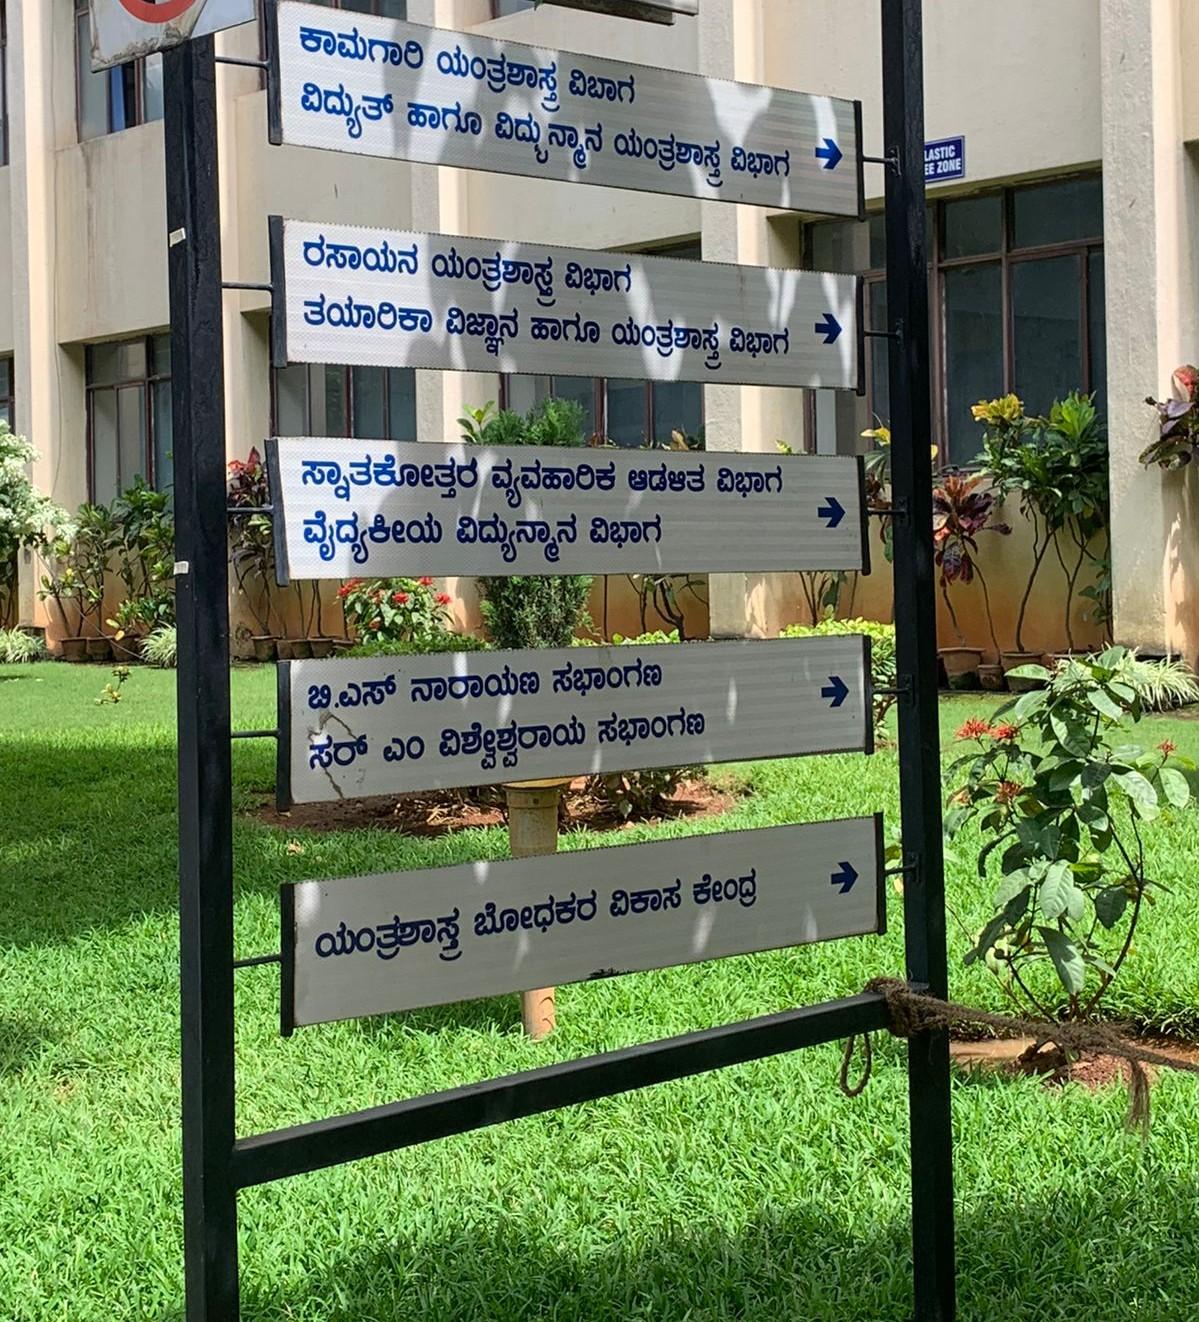 ಕಾಮಗಾರಿ ಯಂತ್ರಶಾಸ್ತ್ರ ವಿಬಾಗ
ವಿದ್ಯುತ್ ಹಾಗೂ ವಿದ್ಯುನ್ಮಾನ ಯಂತ್ರಶಾಸ್ತ್ರ ವಿಭಾಗ
ZONE
ರಸಾಯನ ಯಂತ್ರಶಾಸ್ತ್ರ ವಿಭಾಗ
ತಯಾರಿಕಾ ವಿಜ್ಞಾನ ಹಾಗೂ ಯಂತ್ರಶಾಸ್ತ್ರ ವಿಭಾಗ
ಸ್ನಾತಕೋತ್ತರ ವ್ಯವಹಾರಿಕ ಆಡಳಿತ ವಿಭಾಗ
ವೈದ್ಯಕೀಯ ವಿದ್ಯುನ್ಮಾನ ವಿಭಾಗ
ಬಿ.ಎಸ್ ನಾರಾಯಣ ಸಭಾಂಗಣ
ಸರ್ ಎಂ ವಿಶ್ವೇಶ್ವರಾಯ ಸಭಾಂಗಣ
ಯಂತ್ರಶಾಸ್ತ್ರ ಬೋಧಕರ ವಿಕಾಸ ಕೇಂದ್ರ